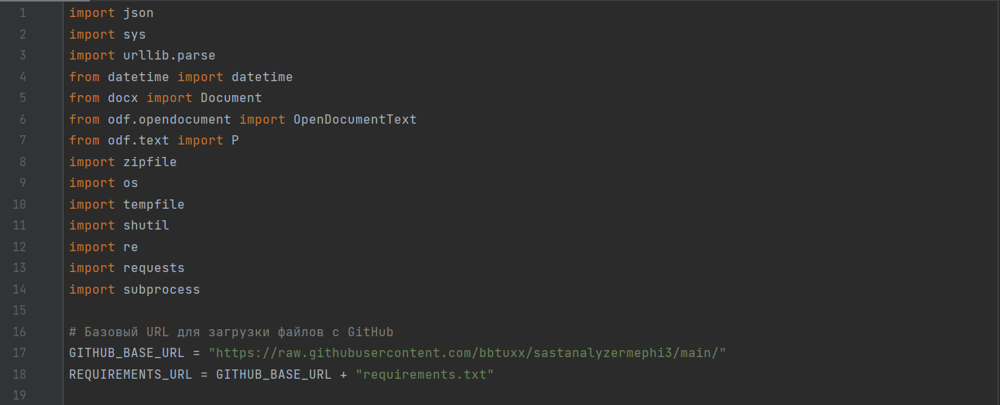 1 import json
2 import sys
3 import urllib.parse
4 from datetime import datetime
5 from docx import Document
6 from odf.opendocument import OpenDocumentText
7 from odf.text import P
8 import zipfile
9 import os
10 import tempfile
11 import shutil
12 import re
13 import requests
14 import subprocess
15
16 # Базовый URL для загрузки файлов с GitHub
17 GITHUB_BASE_URL = "https://raw.githubusercontent.com/bbtuxx/sastanalyzermephi3/main/"
18 REQUIREMENTS_URL = GITHUB_BASE_URL + "requirements.txt"
19